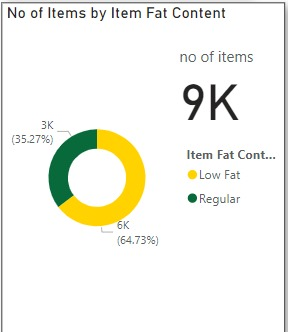 No of Items by Item Fat Content
no of items
9K
3K
(35.27%)
6K
(64.73%)
Item Fat Cont...
Low Fat
Regular